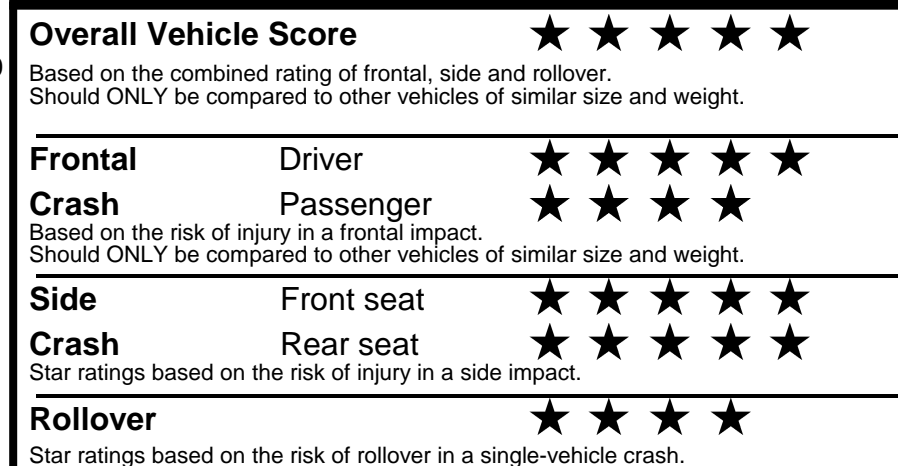 Overall Vehicle Score ★ ★ ★ ★ ★
Based on the combined rating of frontal, side and rollover.
Should ONLY be compared to other vehicles of similar size and weight.
Frontal Driver ★ ★ ★ ★ ★
Crash Passenger ★ ★ ★ ★
Based on the risk of injury in a frontal impact.
Should ONLY be compared to other vehicles of similar size and weight.
Side Front seat ★ ★ ★ ★ ★
Crash Rear seat ★ ★ ★ ★ ★
Star ratings based on the risk of injury in a side impact.
Rollover ★ ★ ★ ★
Star ratings based on the risk of rollover in a single-vehicle crash.